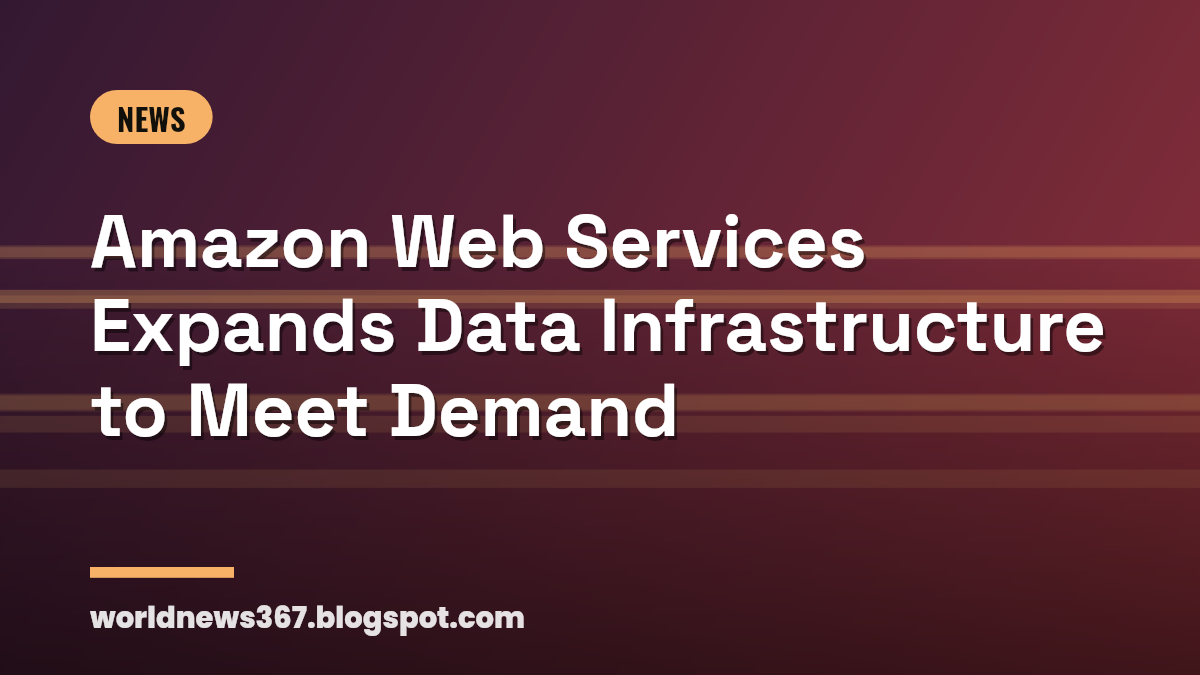 NEWS
Amazon Web Services
Expands Data Infrastructure
to Meet Demand
worldnews367.blogspot.com